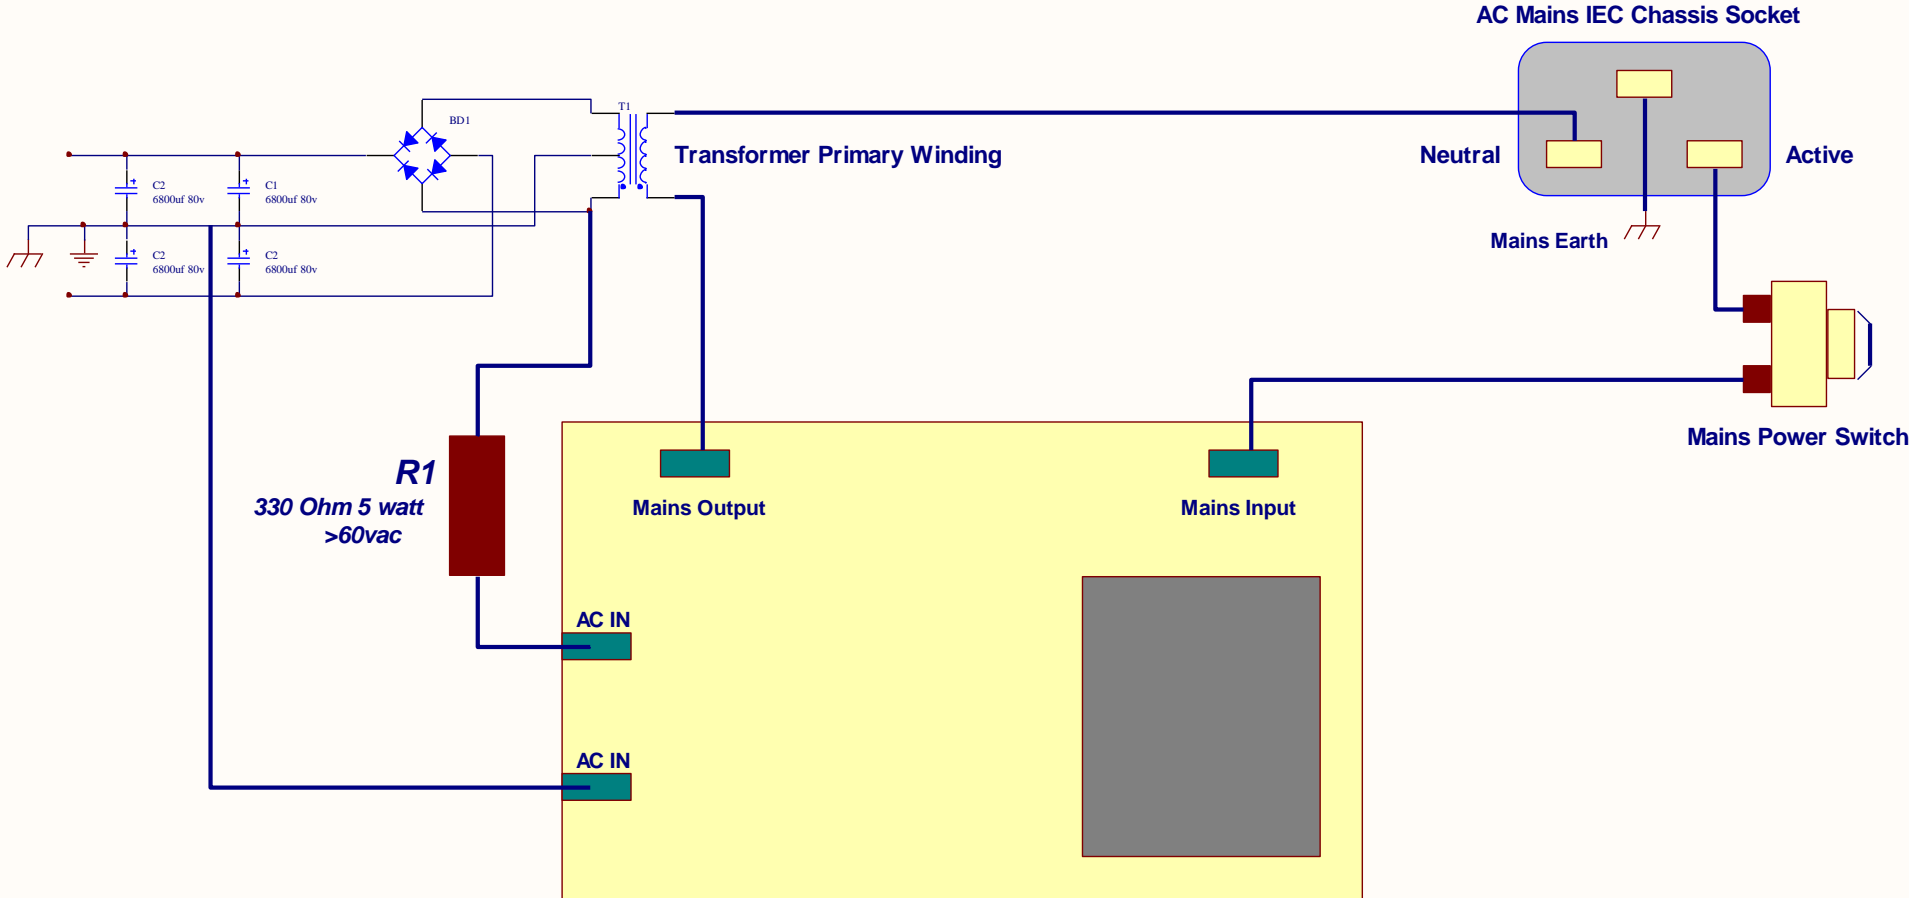 AC Mains IEC Chassis Socket
T1
BD1
Transformer Primary Winding
Neutral
Active
C2
6800uf 80v
C1
6800uf 80v
Mains Earth
C2
6800uf 80v
C2
6800uf 80v
Mains Power Switch
R1
330 Ohm 5 watt
>60vac
Mains Output
Mains Input
AC IN
AC IN